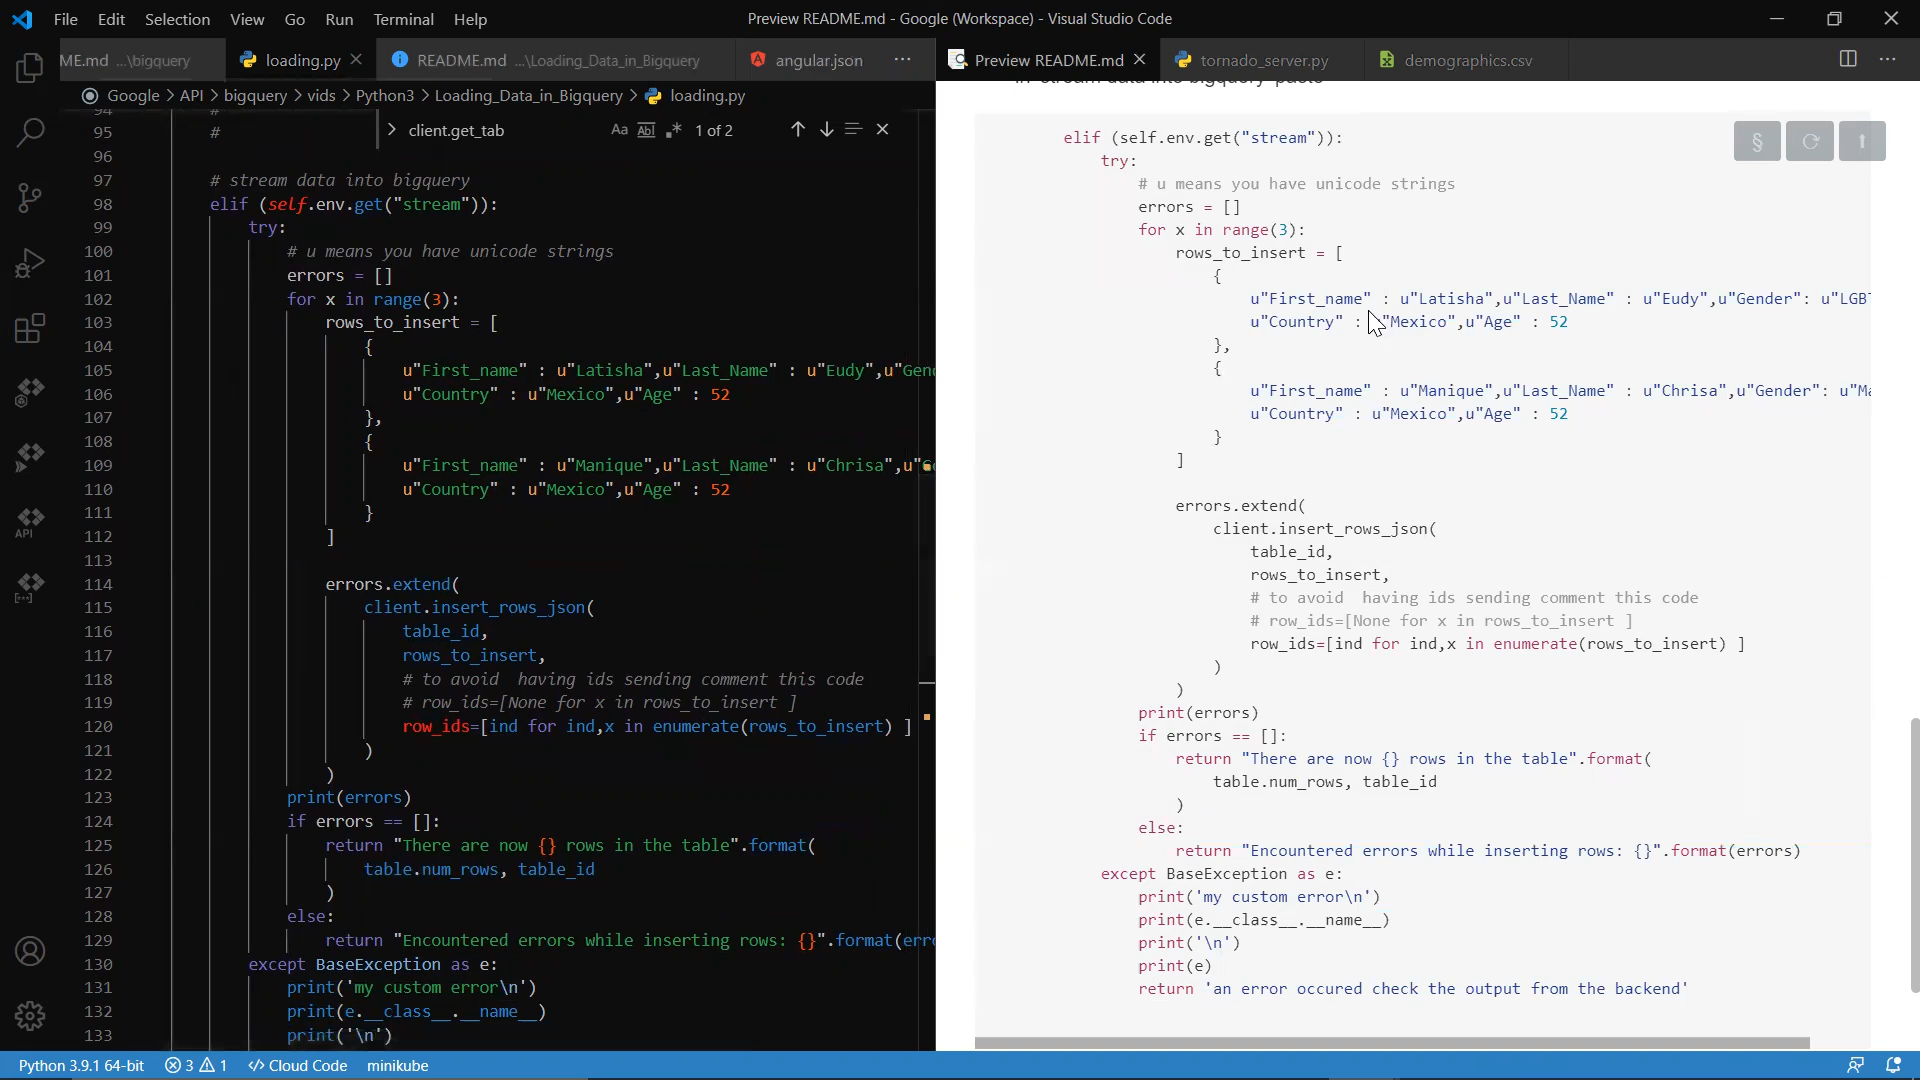 File Edit Selection View Go Run Terminal Help
Preview README.md - Google (Workspace) - Visual Studio Code
ME.md ...\bigquery
loading.py
README.md ...\Loading_Data_in_Bigquery
angular.json
Preview README.md
tornado_server.py
demographics.csv
Google > API > bigquery > vids > Python3 > Loading_Data_in_Bigquery > loading.py
client.get_tab
Aa Abl .* 1 of 2
94 #
95 #
96
97 # stream data into bigquery
98 elif (self.env.get("stream")):
99 try:
100 # u means you have unicode strings
101 errors = []
102 for x in range(3):
103 rows_to_insert = [
104 {
105 u"First_name" : u"Latisha",u"Last_Name" : u"Eudy",u"Gen
106 u"Country" : u"Mexico",u"Age" : 52
107 },
108 {
109 u"First_name" : u"Manique",u"Last_Name" : u"Chrisa",u"Ge
110 u"Country" : u"Mexico",u"Age" : 52
111 }
112 ]
113
114 errors.extend(
115 client.insert_rows_json(
116 table_id,
117 rows_to_insert,
118 # to avoid  having ids sending comment this code
119 # row_ids=[None for x in rows_to_insert ]
120 row_ids=[ind for ind,x in enumerate(rows_to_insert) ]
121 )
122 )
123 print(errors)
124 if errors == []:
125 return "There are now {} rows in the table".format(
126 table.num_rows, table_id
127 )
128 else:
129 return "Encountered errors while inserting rows: {}".format(erro
130 except BaseException as e:
131 print('my custom error\n')
132 print(e.__class__.__name__)
133 print('\n')
in-stream data into bigquery paste
elif (self.env.get("stream")):
try:
# u means you have unicode strings
errors = []
for x in range(3):
rows_to_insert = [
{
u"First_name" : u"Latisha",u"Last_Name" : u"Eudy",u"Gender": u"LGBT
u"Country" : u"Mexico",u"Age" : 52
},
{
u"First_name" : u"Manique",u"Last_Name" : u"Chrisa",u"Gender": u"Ma
u"Country" : u"Mexico",u"Age" : 52
}
]
errors.extend(
client.insert_rows_json(
table_id,
rows_to_insert,
# to avoid  having ids sending comment this code
# row_ids=[None for x in rows_to_insert ]
row_ids=[ind for ind,x in enumerate(rows_to_insert) ]
)
)
print(errors)
if errors == []:
return "There are now {} rows in the table".format(
table.num_rows, table_id
)
else:
return "Encountered errors while inserting rows: {}".format(errors)
except BaseException as e:
print('my custom error\n')
print(e.__class__.__name__)
print('\n')
print(e)
return 'an error occured check the output from the backend'
§
API
Python 3.9.1 64-bit 3 1 Cloud Code minikube